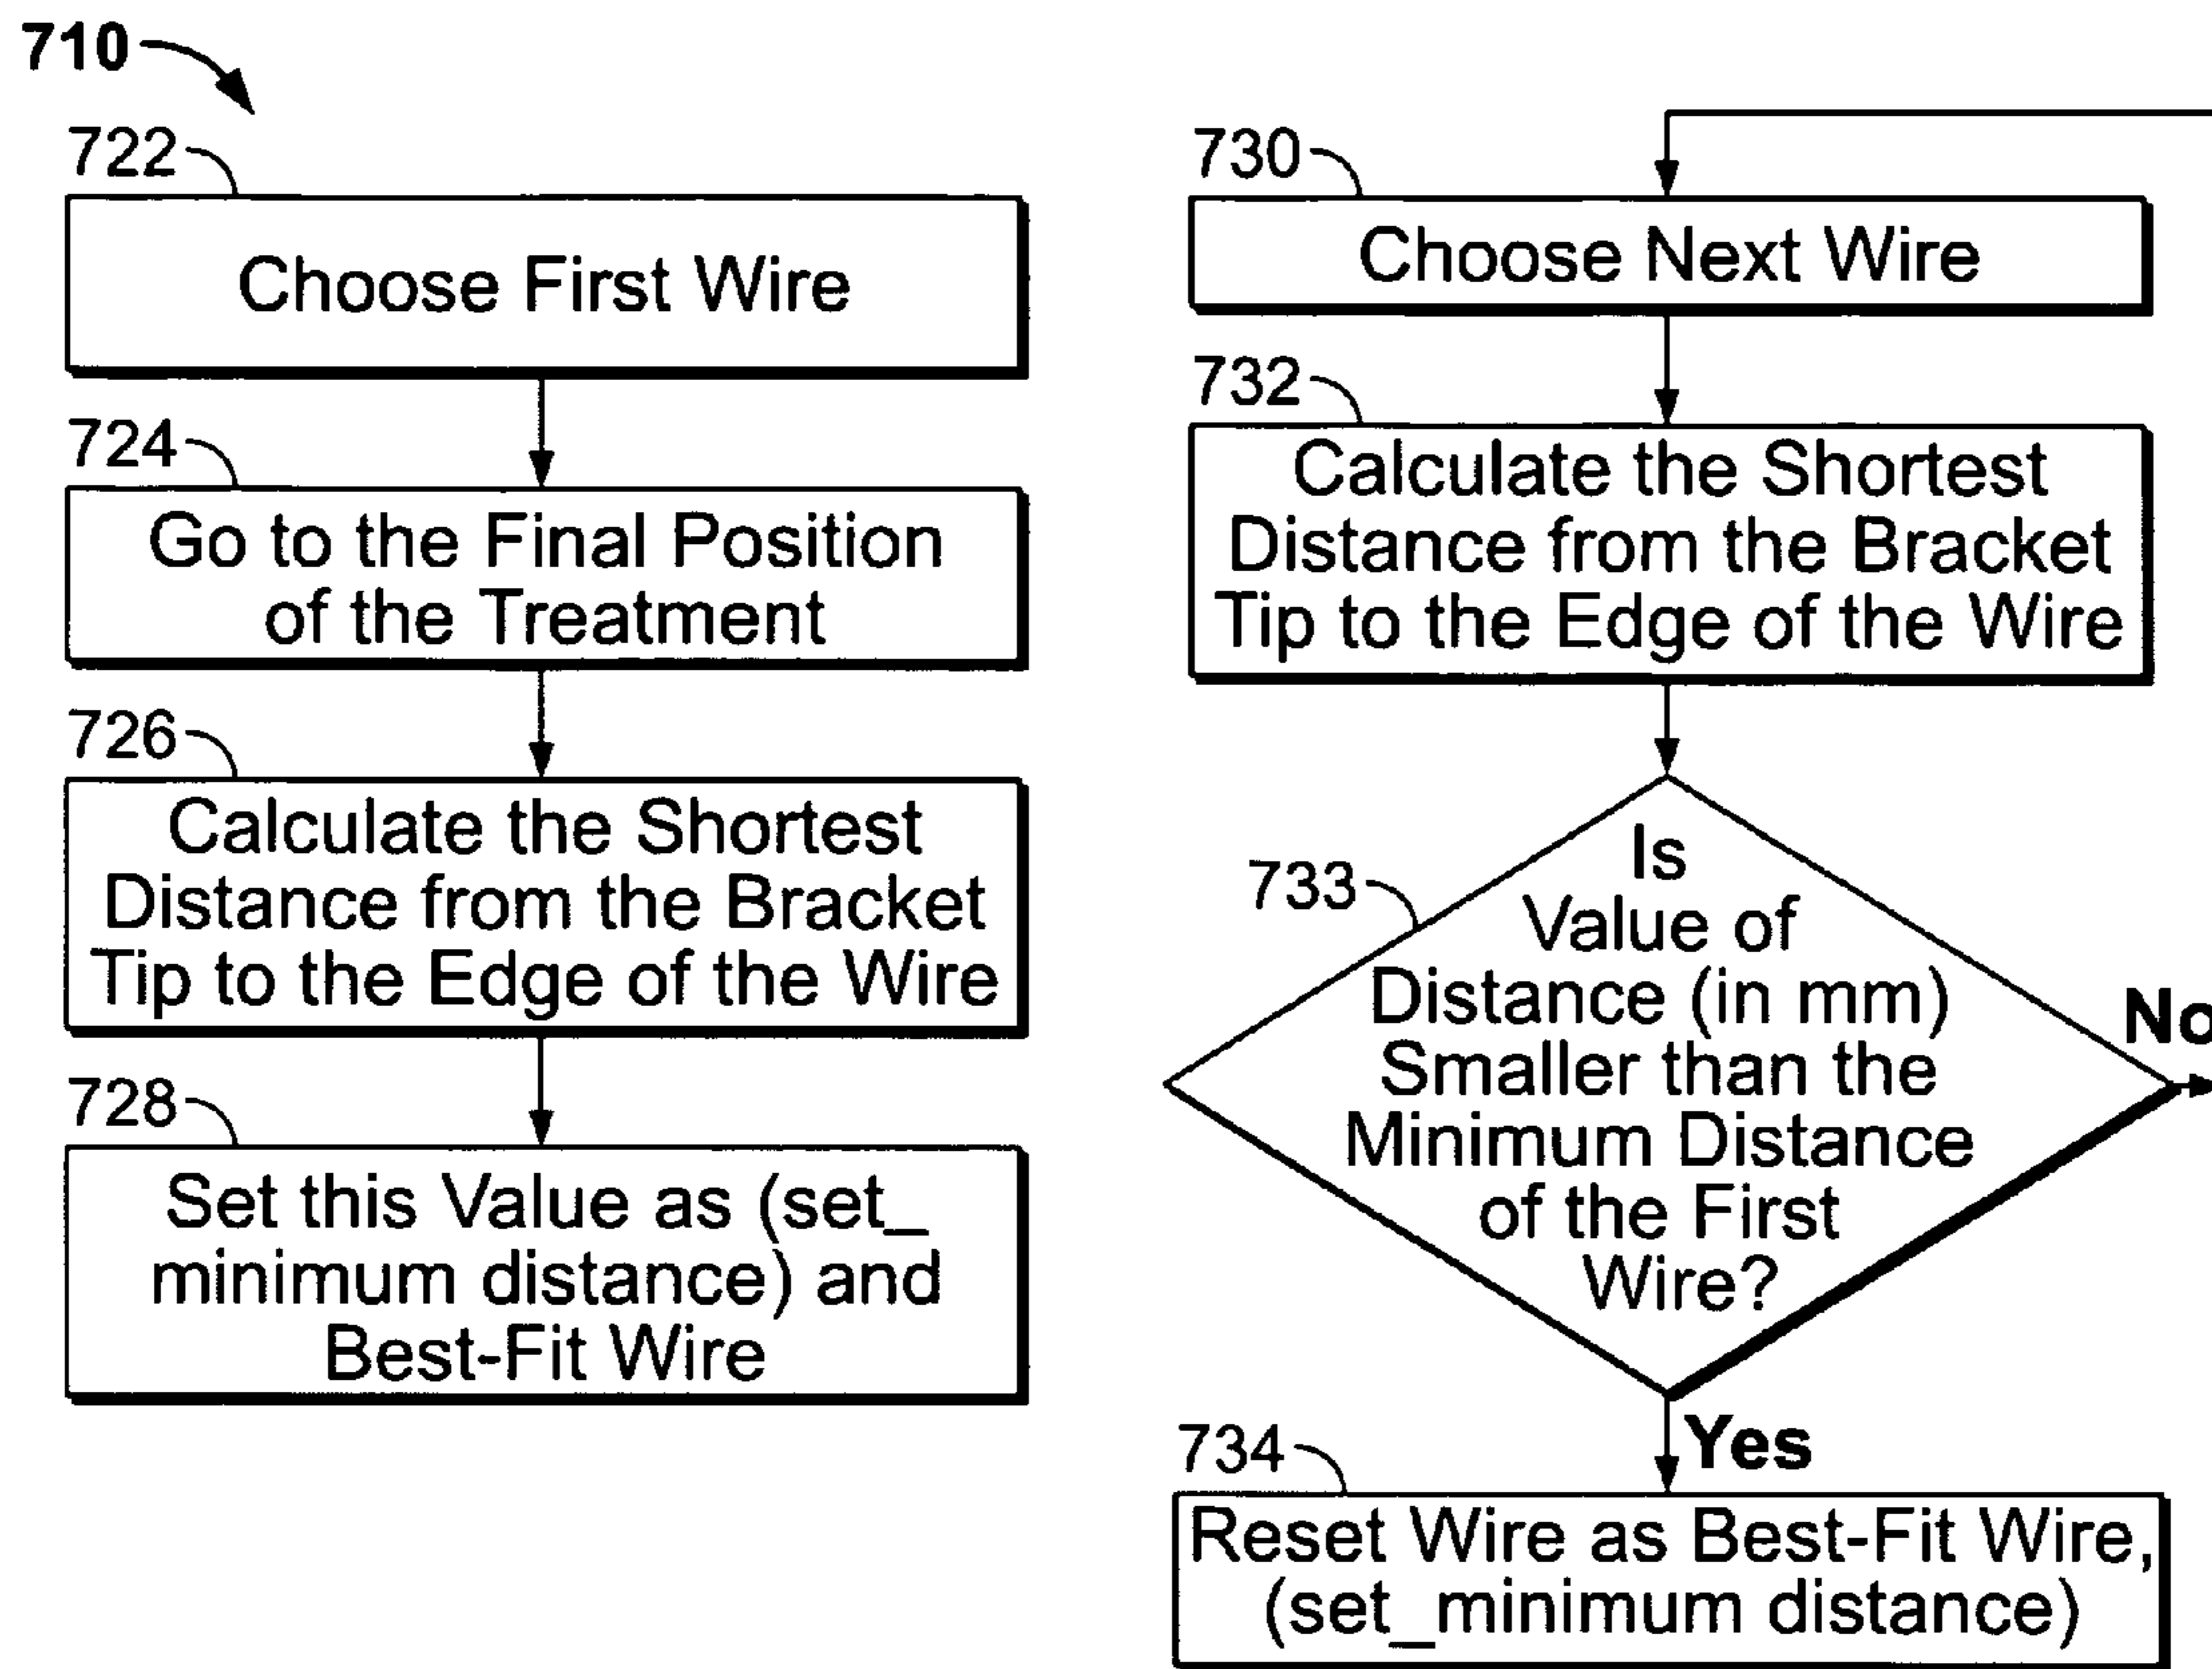 710
722
Choose First Wire
724
Go to the Final Position
of the Treatment
726
Calculate the Shortest
Distance from the Bracket
Tip to the Edge of the Wire
728
Set this Value as (set_
minimum distance) and
Best-Fit Wire
730
Choose Next Wire
732
Calculate the Shortest
Distance from the Bracket
Tip to the Edge of the Wire
733
Is
Value of
Distance (in mm)
Smaller than the
Minimum Distance
of the First
Wire?
No
Yes
734
Reset Wire as Best-Fit Wire,
(set_minimum distance)